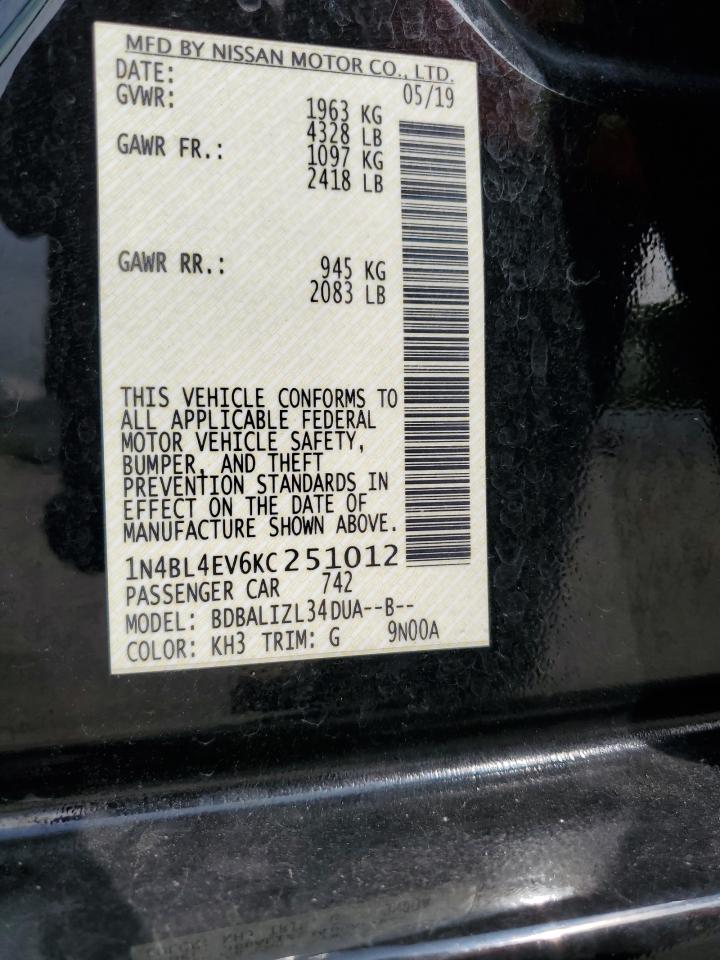 MFD BY NISSAN MOTOR CO., LTD.
DATE: 05/19
GVWR: 1963 KG
4328 LB
GAWR FR.: 1097 KG
2418 LB
GAWR RR.: 945 KG
2083 LB
THIS VEHICLE CONFORMS TO
ALL APPLICABLE FEDERAL
MOTOR VEHICLE SAFETY,
BUMPER, AND THEFT
PREVENTION STANDARDS IN
EFFECT ON THE DATE OF
MANUFACTURE SHOWN ABOVE.
1N4BL4EV6KC251012
PASSENGER CAR 742
MODEL: BDBALIZL34DUA--B--
COLOR: KH3 TRIM: G 9N00A